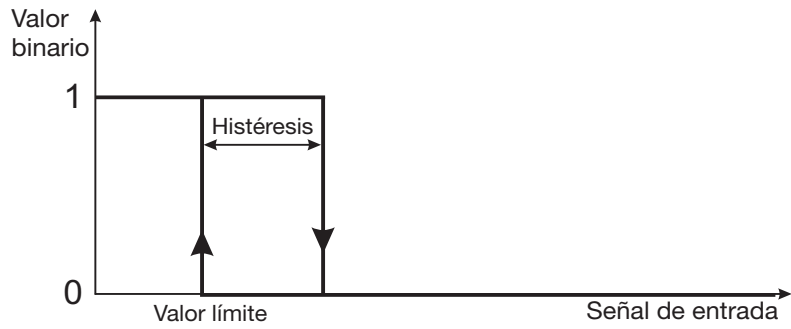 Valor
binario
1
Histéresis
0
Valor límite
Señal de entrada